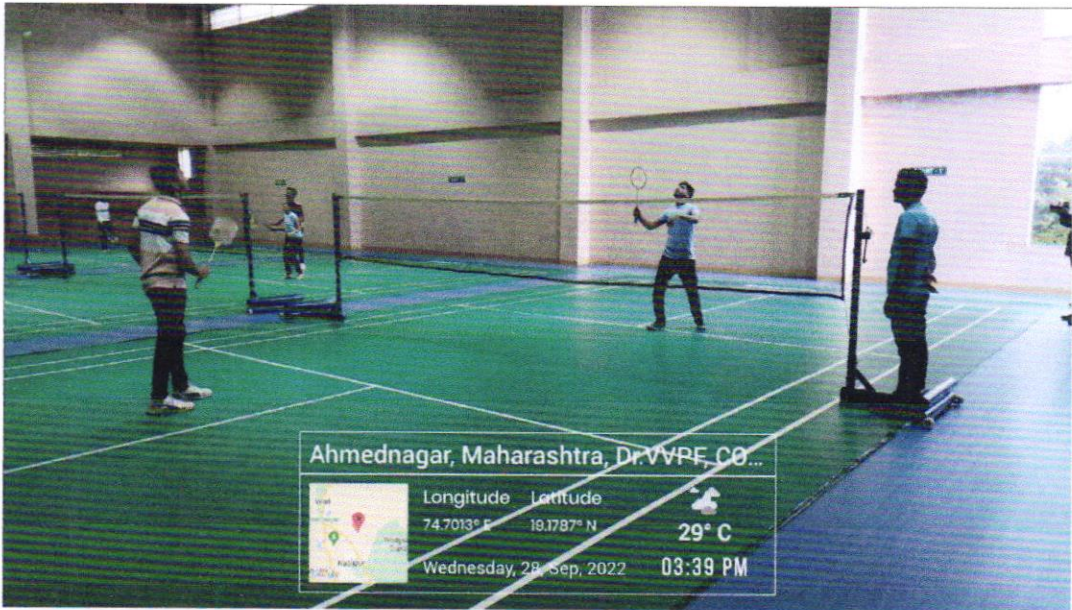 Ahmednagar, Maharashtra, Dr.VVPF, CO...
Longitude Latitude
74.7013° E 19.1787° N
29° C
Wednesday, 28, Sep, 2022 03:39 PM